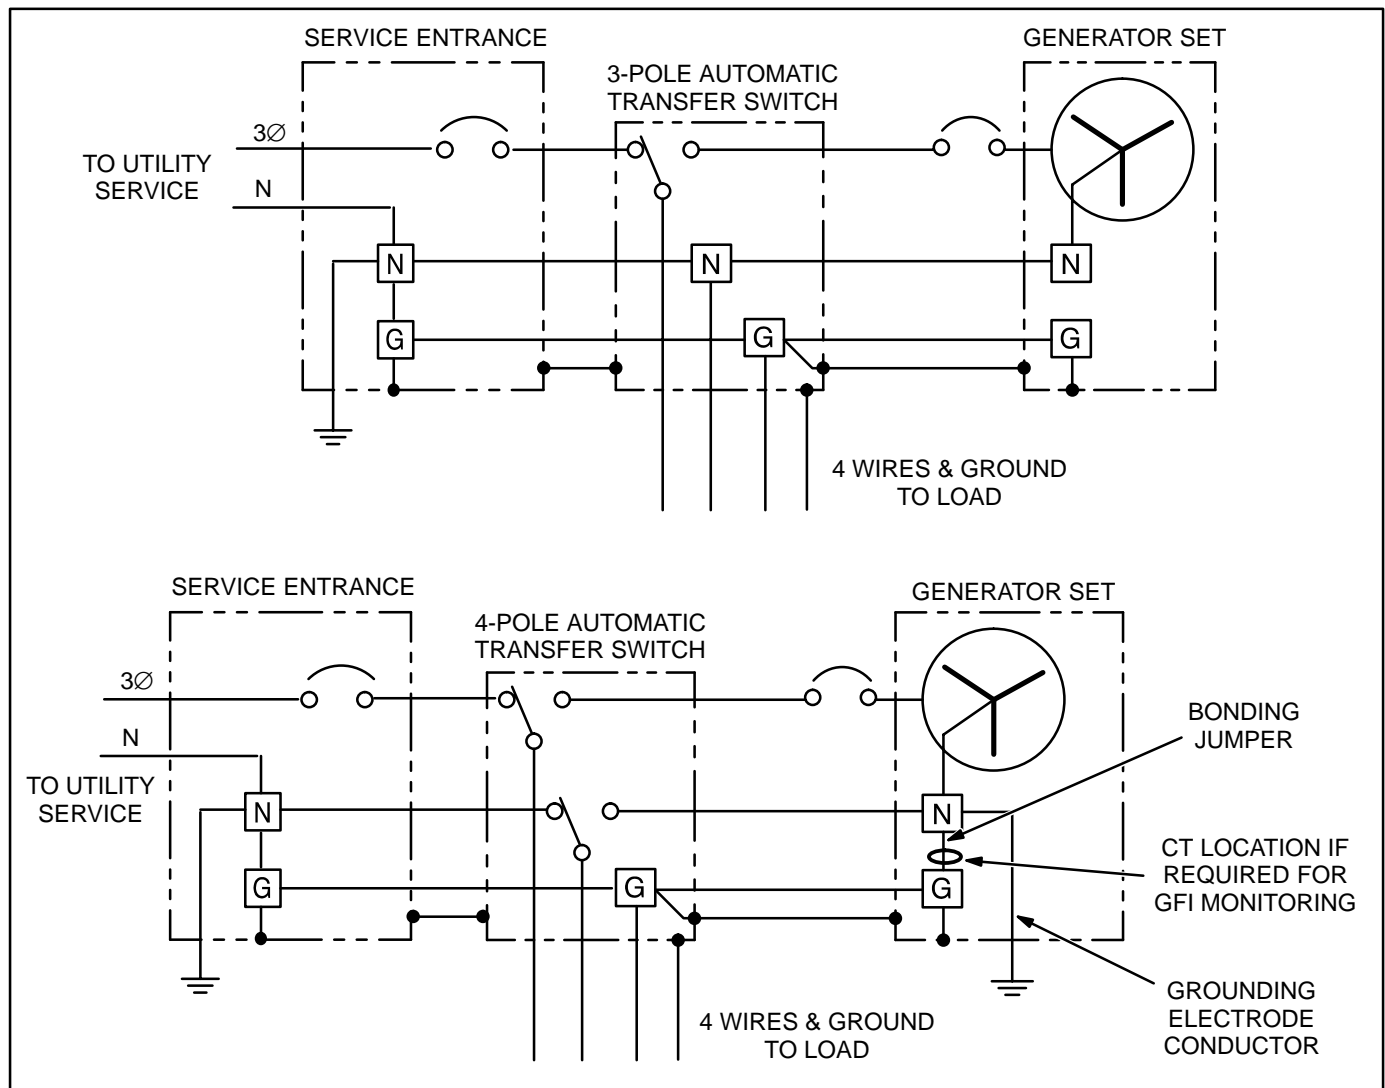 SERVICE ENTRANCE
GENERATOR SET
3-POLE AUTOMATIC
TRANSFER SWITCH
3∅
TO UTILITY
SERVICE
N
N
N
N
G
G
G
4 WIRES & GROUND
TO LOAD
SERVICE ENTRANCE
GENERATOR SET
4-POLE AUTOMATIC
TRANSFER SWITCH
3∅
N
TO UTILITY
SERVICE
BONDING
JUMPER
N
N
CT LOCATION IF
REQUIRED FOR
GFI MONITORING
G
G
G
GROUNDING
ELECTRODE
CONDUCTOR
4 WIRES & GROUND
TO LOAD